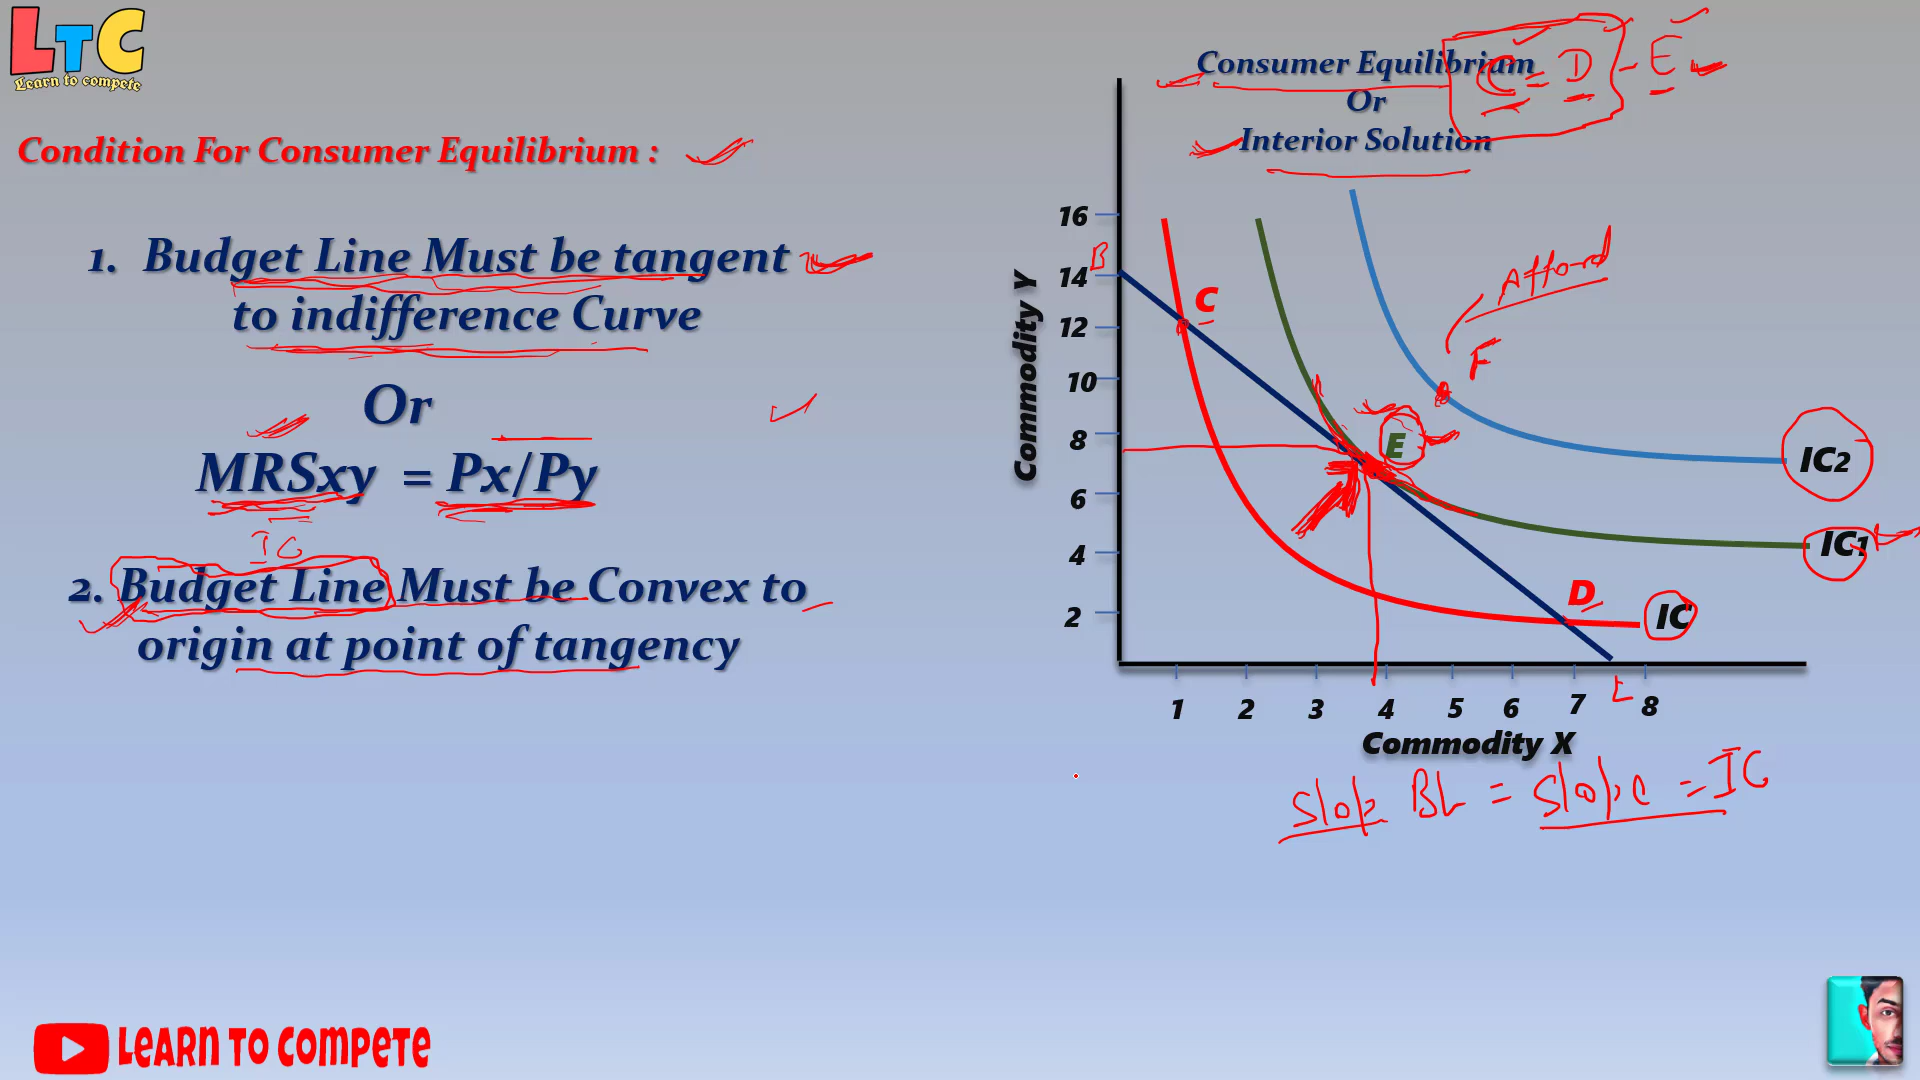 LTC
Learn to compete
Condition For Consumer Equilibrium :
1. Budget Line Must be tangent
to indifference Curve
Or
MRSxy = Px/Py
IC
2. Budget Line Must be Convex to
origin at point of tangency
Consumer Equilibrium
Or
Interior Solution
C = D - E
Afford
Commodity Y
16
14
12
10
8
6
4
2
B
C
F
E
D
IC2
IC1
IC
L
1 2 3 4 5 6 7 8
Commodity X
Slop BL = Slope = IC
LEARN TO COMPETE